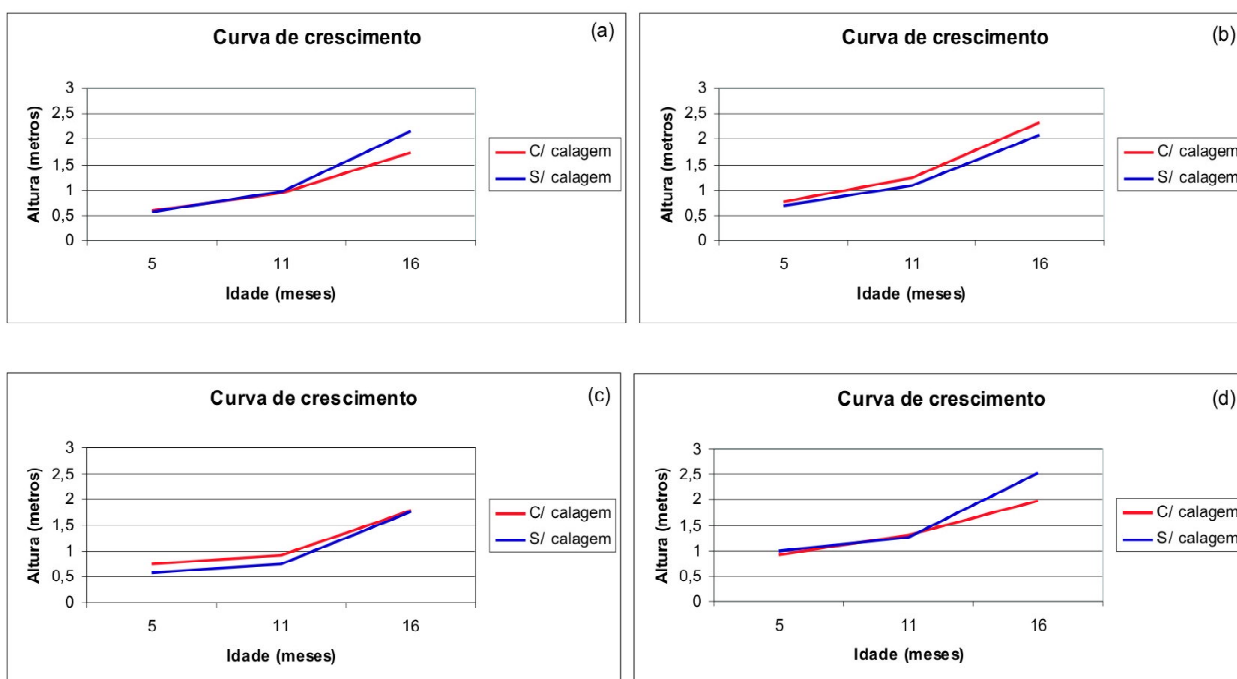 Curva de crescimento
(a)
Altura (metros)
3
2,5
2
1,5
1
0,5
0
5 11 16
Idade (meses)
C/ calagem
S/ calagem
Curva de crescimento
(b)
Altura (metros)
3
2,5
2
1,5
1
0,5
0
5 11 16
Idade (meses)
C/ calagem
S/ calagem
Curva de crescimento
(c)
Altura (metros)
3
2,5
2
1,5
1
0,5
0
5 11 16
Idade (meses)
C/ calagem
S/ calagem
Curva de crescimento
(d)
Altura (metros)
3
2,5
2
1,5
1
0,5
0
5 11 16
Idade (meses)
C/ calagem
S/ calagem